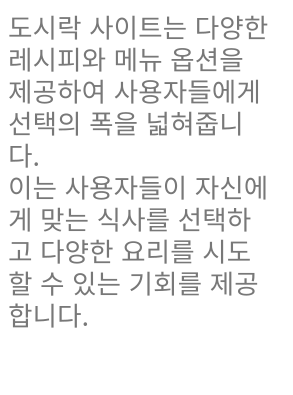 도시락 사이트는 다양한
레시피와 메뉴 옵션을
제공하여 사용자들에게
선택의 폭을 넓혀줍니
다.
이는 사용자들이 자신에
게 맞는 식사를 선택하
고 다양한 요리를 시도
할 수 있는 기회를 제공
합니다.